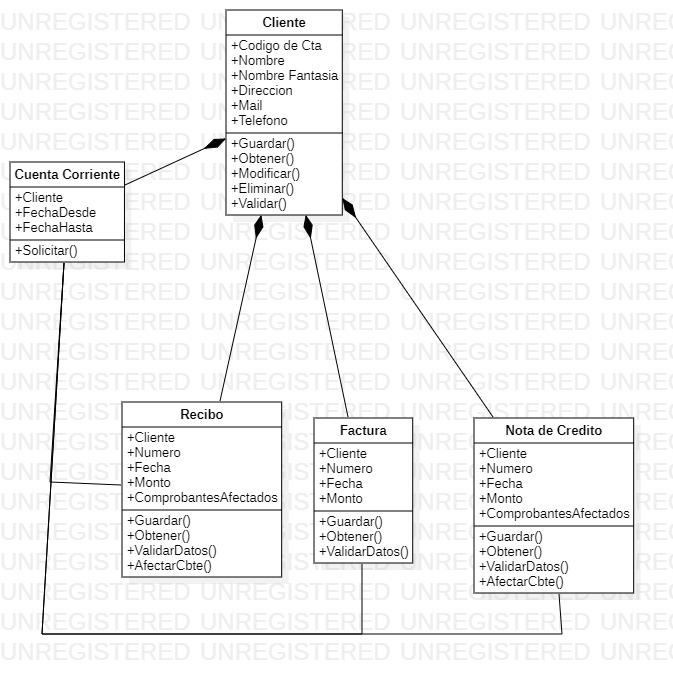 Cliente
+Codigo de Cta
+Nombre
+Nombre Fantasia
+Direccion
+Mail
+Telefono
+Guardar()
+Obtener()
+Modificar()
+Eliminar()
+Validar()
Cuenta Corriente
+Cliente
+FechaDesde
+FechaHasta
+Solicitar()
Recibo
+Cliente
+Numero
+Fecha
+Monto
+ComprobantesAfectados
+Guardar()
+Obtener()
+ValidarDatos()
+AfectarCbte()
Factura
+Cliente
+Numero
+Fecha
+Monto
+Guardar()
+Obtener()
+ValidarDatos()
Nota de Credito
+Cliente
+Numero
+Fecha
+Monto
+ComprobantesAfectados
+Guardar()
+Obtener()
+ValidarDatos()
+AfectarCbte()
UNREGISTERED